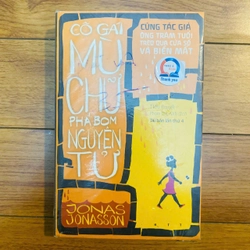 CÔ GÁI
MÙ
CHỮ
PHÁ BOM
NGUYÊN
TỬ
JONAS
JONASSON
CÙNG TÁC GIẢ
ÔNG TRĂM TUỔI
TRÈO QUA CỬA SỔ
VÀ BIẾN MẤT